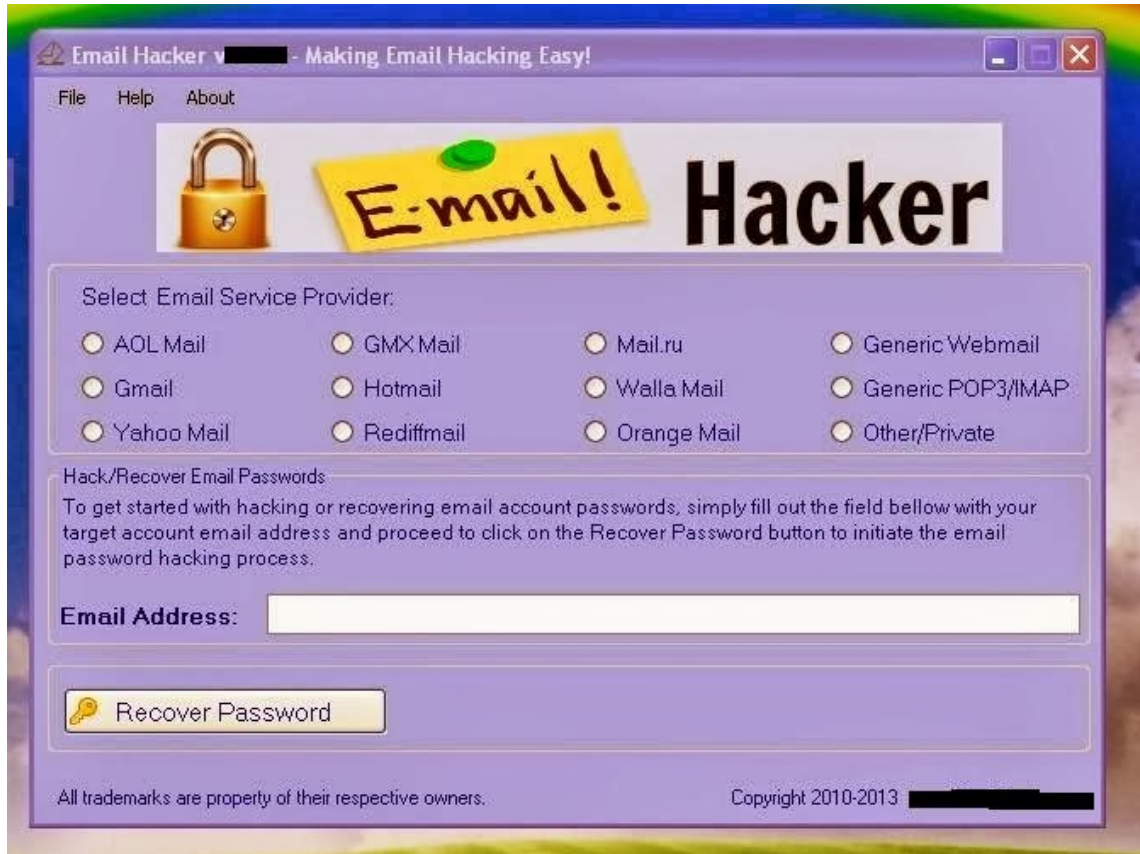 Email Hacker v - Making Email Hacking Easy!
File Help About
E-mail! Hacker
Select Email Service Provider:
AOL Mail GMX Mail Mail.ru Generic Webmail
Gmail Hotmail Walla Mail Generic POP3/IMAP
Yahoo Mail Rediffmail Orange Mail Other/Private
Hack/Recover Email Passwords
To get started with hacking or recovering email account passwords, simply fill out the field bellow with your
target account email address and proceed to click on the Recover Password button to initiate the email
password hacking process.
Email Address:
Recover Password
All trademarks are property of their respective owners. Copyright 2010-2013